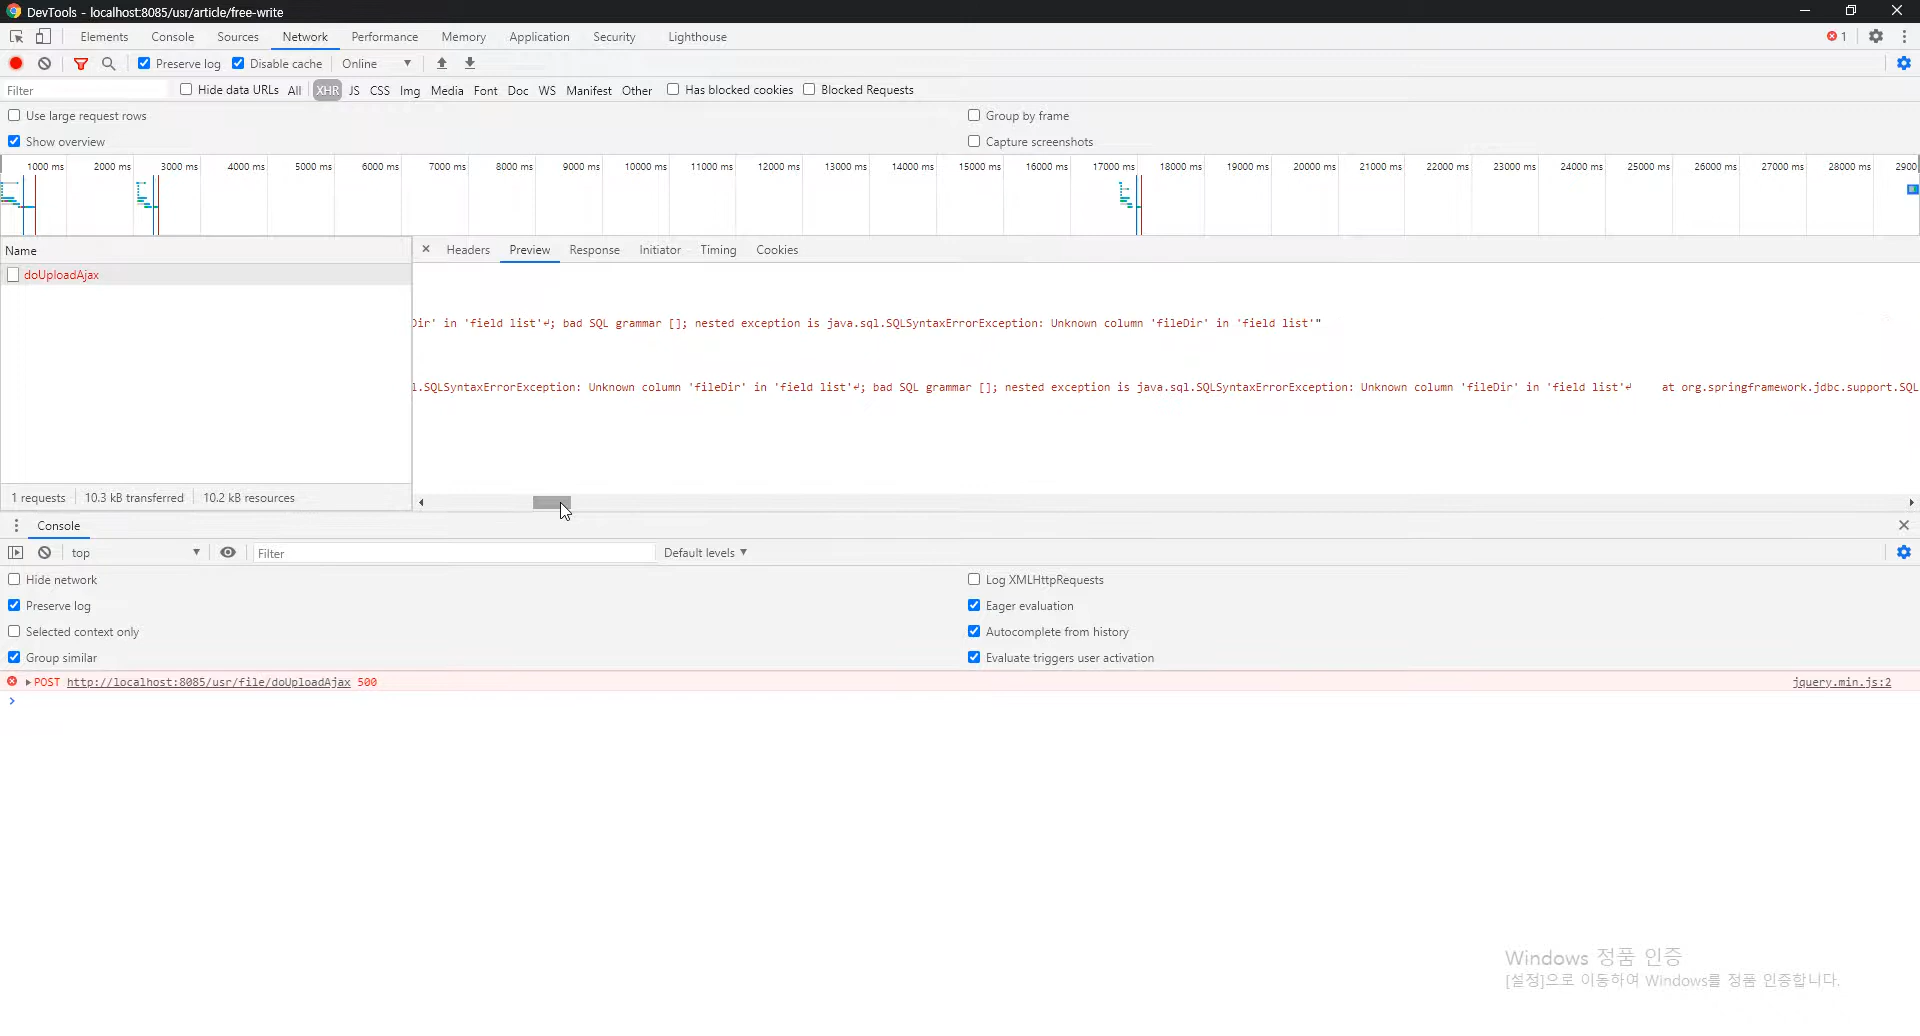 DevTools - localhost:8085/usr/article/free-write
Elements Console Sources Network Performance Memory Application Security Lighthouse 1
Preserve log Disable cache Online
Filter Hide data URLs All XHR JS CSS Img Media Font Doc WS Manifest Other Has blocked cookies Blocked Requests
Use large request rows Group by frame
Show overview Capture screenshots
1000 ms 2000 ms 3000 ms 4000 ms 5000 ms 6000 ms 7000 ms 8000 ms 9000 ms 10000 ms 11000 ms 12000 ms 13000 ms 14000 ms 15000 ms 16000 ms 17000 ms 18000 ms 19000 ms 20000 ms 21000 ms 22000 ms 23000 ms 24000 ms 25000 ms 26000 ms 27000 ms 28000 ms 2900
Name × Headers Preview Response Initiator Timing Cookies
doUploadAjax
Dir' in 'field list'↵; bad SQL grammar []; nested exception is java.sql.SQLSyntaxErrorException: Unknown column 'fileDir' in 'field list'"
l.SQLSyntaxErrorException: Unknown column 'fileDir' in 'field list'↵; bad SQL grammar []; nested exception is java.sql.SQLSyntaxErrorException: Unknown column 'fileDir' in 'field list'↵ at org.springframework.jdbc.support.SQL
1 requests 10.3 kB transferred 10.2 kB resources
Console
top Filter Default levels ▼
Hide network Log XMLHttpRequests
Preserve log Eager evaluation
Selected context only Autocomplete from history
Group similar Evaluate triggers user activation
POST http://localhost:8085/usr/file/doUploadAjax 500 jquery.min.js:2
Windows 정품 인증
[설정]으로 이동하여 Windows를 정품 인증합니다.